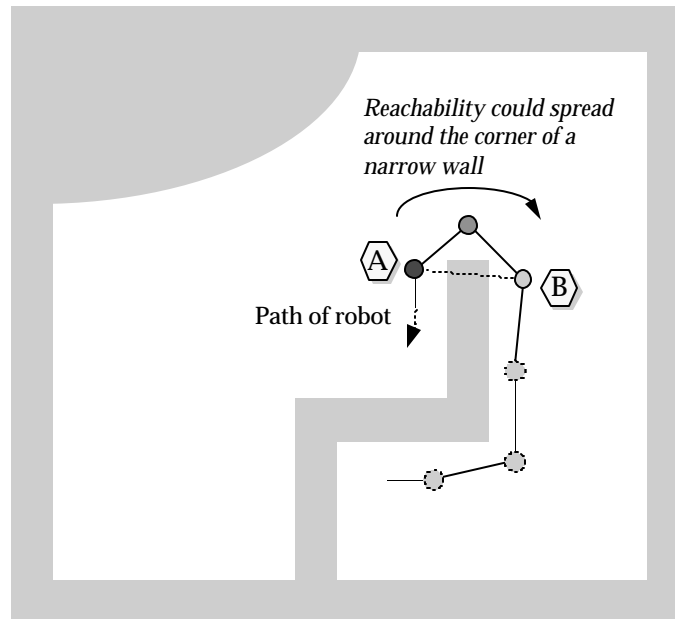 Reachability could spread
around the corner of a
narrow wall
A
B
Path of robot